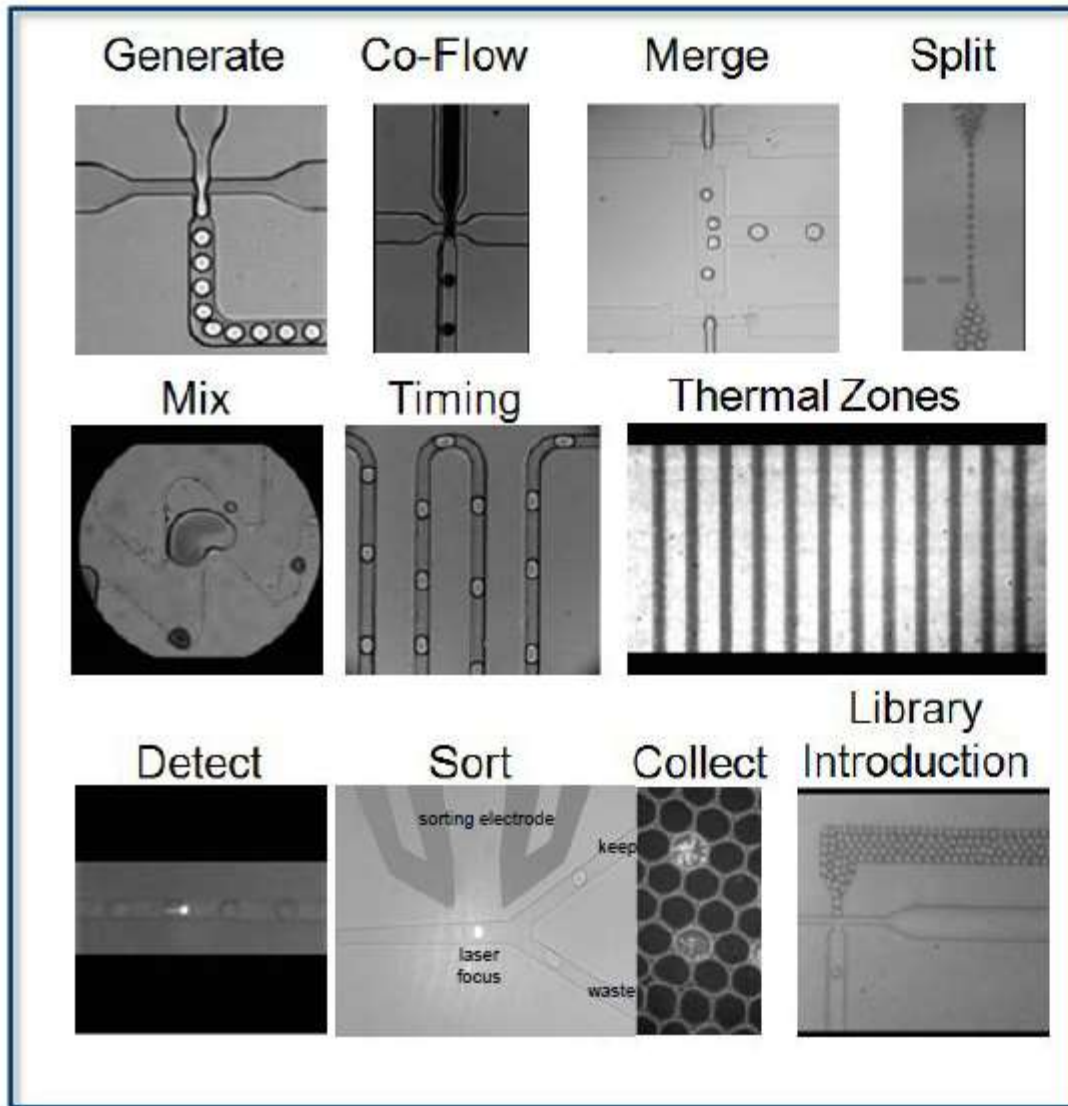 Generate
Co-Flow
Merge
Split
Mix
Timing
Thermal Zones
Detect
Sort
Collect
Library
Introduction
sorting electrode
keep
laser
focus
waste